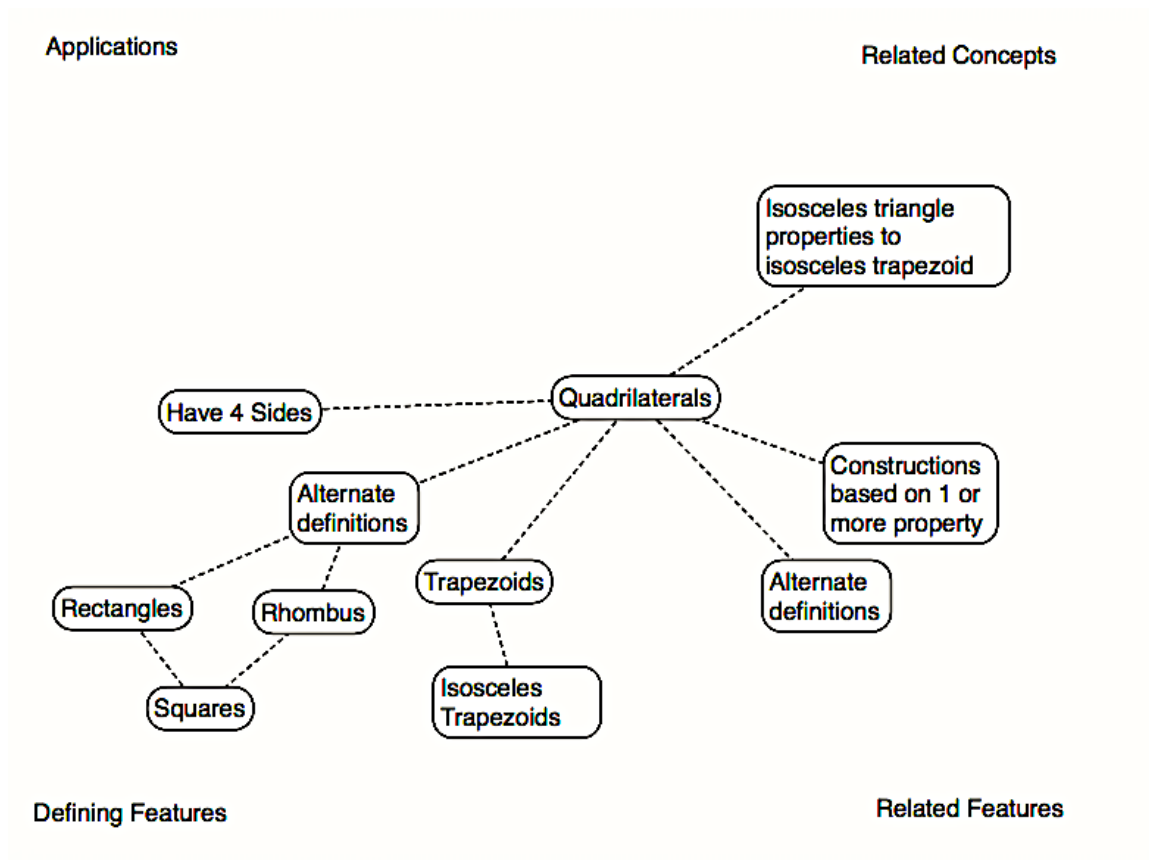 Applications
Related Concepts
Isosceles triangle
properties to
isosceles trapezoid
Quadrilaterals
Have 4 Sides
Constructions
based on 1 or
more property
Alternate
definitions
Trapezoids
Alternate
definitions
Rectangles
Rhombus
Isosceles
Trapezoids
Squares
Defining Features
Related Features